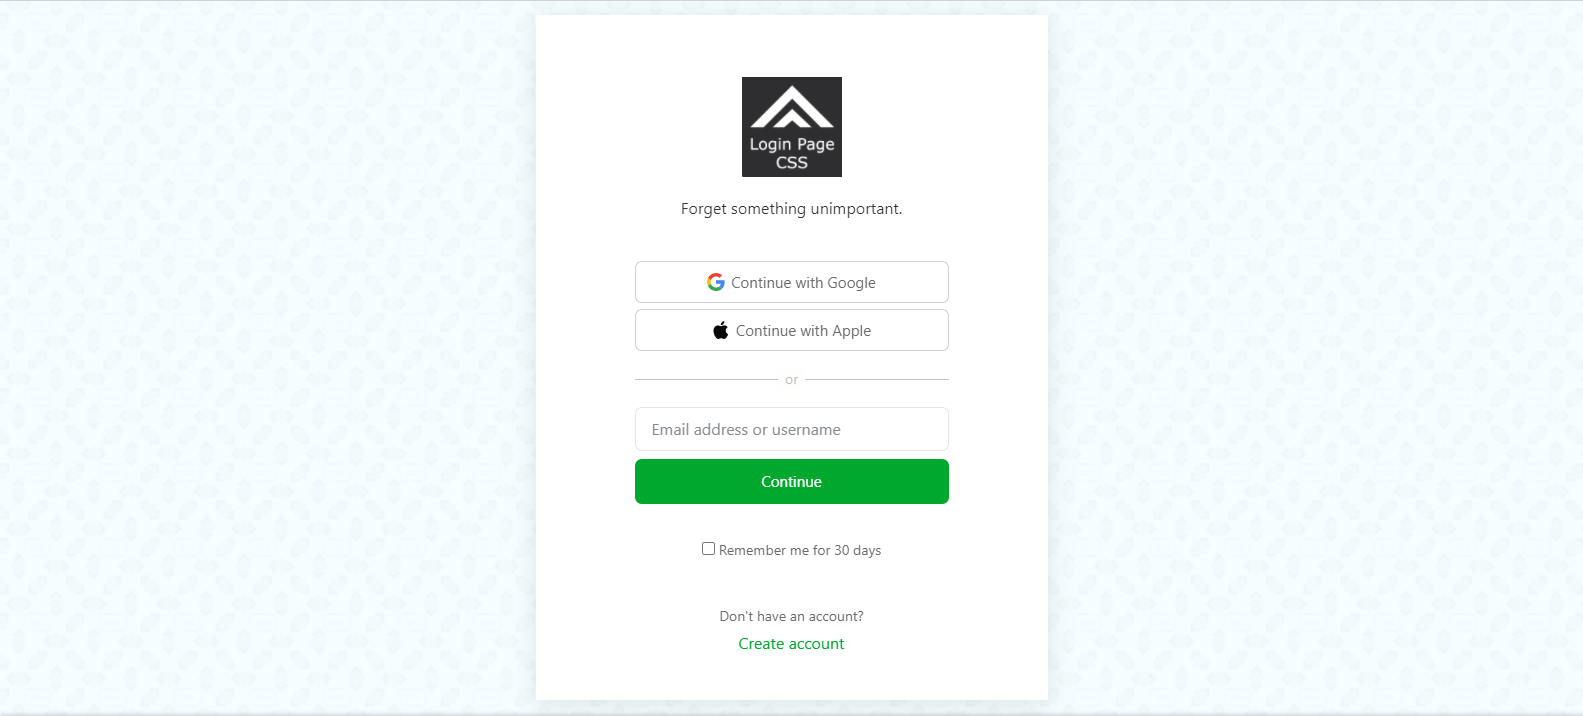 Login Page
CSS
Forget something unimportant.
Continue with Google
Continue with Apple
or
Email address or username
Continue
Remember me for 30 days
Don't have an account?
Create account